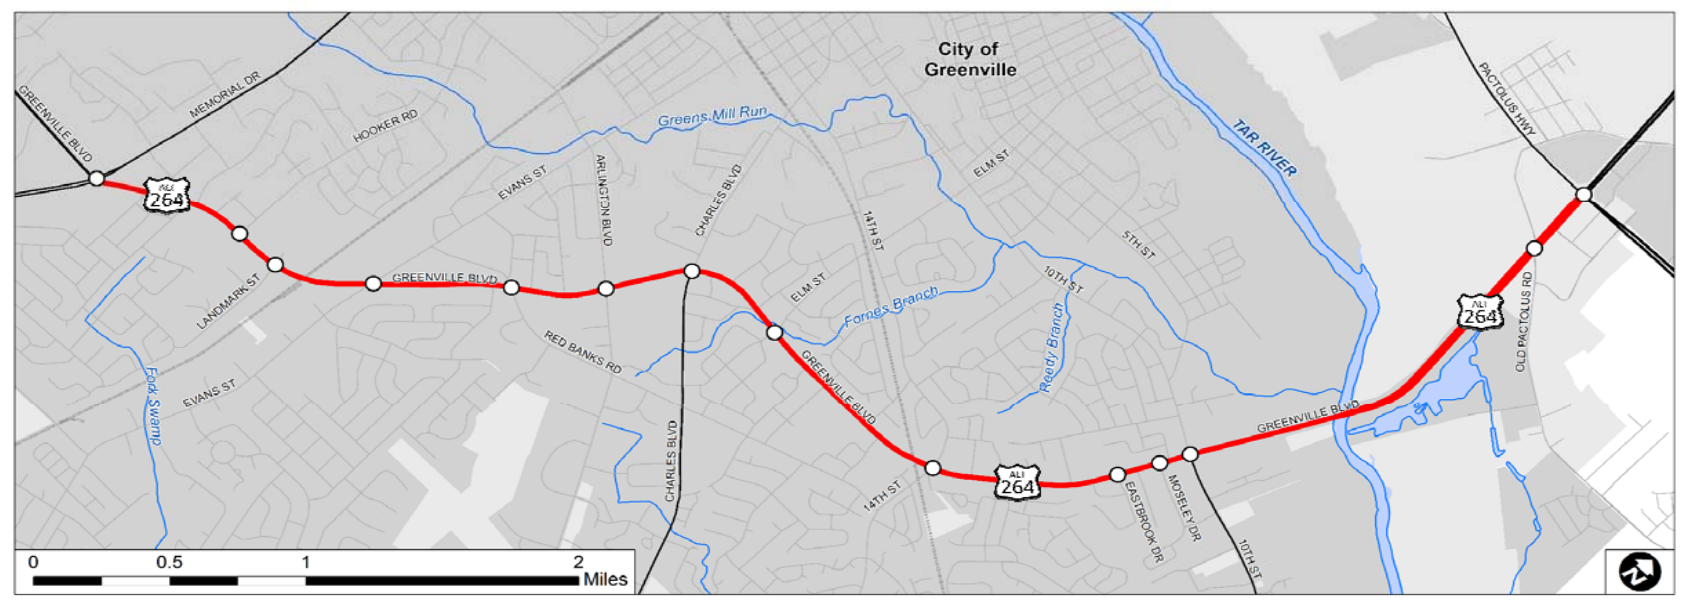 City of
Greenville
GREENVILLE BLVD
MEMORIAL DR
HOOKER RD
Greens Mill Run
TAR RIVER
PACTOLUS HWY
EVANS ST
ARLINGTON BLVD
CHARLES BLVD
ELM ST
14TH ST
5TH ST
ALT
264
LANDMARK ST
GREENVILLE BLVD
ELM ST
Fornes Branch
10TH ST
Reedy Branch
ALT
264
OLD PACTOLUS RD
RED BANKS RD
GREENVILLE BLVD
EVANS ST
Fork Swamp
CHARLES BLVD
GREENVILLE BLVD
14TH ST
ALT
264
EASTBROOK DR
MOSELEY DR
10TH ST
0 0.5 1 2
Miles
N